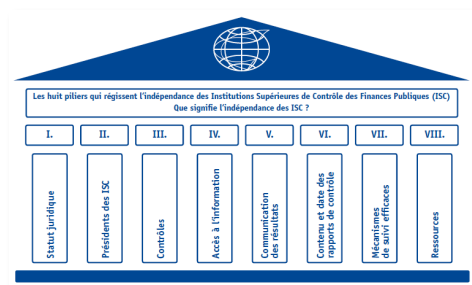 Les huit piliers qui régissent l'indépendance des Institutions Supérieures de Contrôle des Finances Publiques (ISC)
Que signifie l'indépendance des ISC ?
I.
II.
III.
IV.
V.
VI.
VII.
VIII.
Statut juridique
Présidents des ISC
Contrôles
Accès à l'information
Communication
des résultats
Contenu et date des
rapports de contrôle
Mécanismes
de suivi efficaces
Ressources